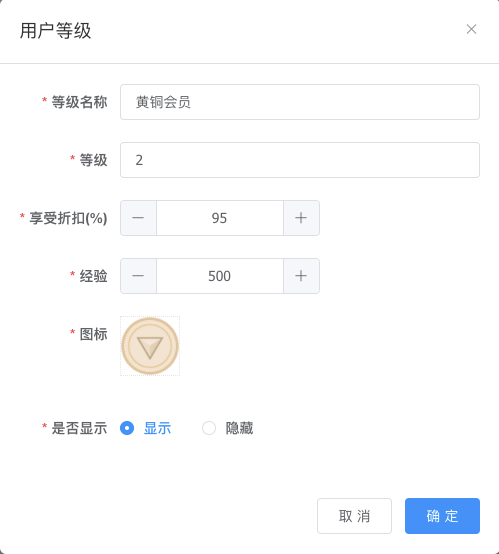 用户等级
* 等级名称 黄铜会员
* 等级 2
* 享受折扣(%) 95
* 经验 500
* 图标
* 是否显示 显示 隐藏
取 消 确 定